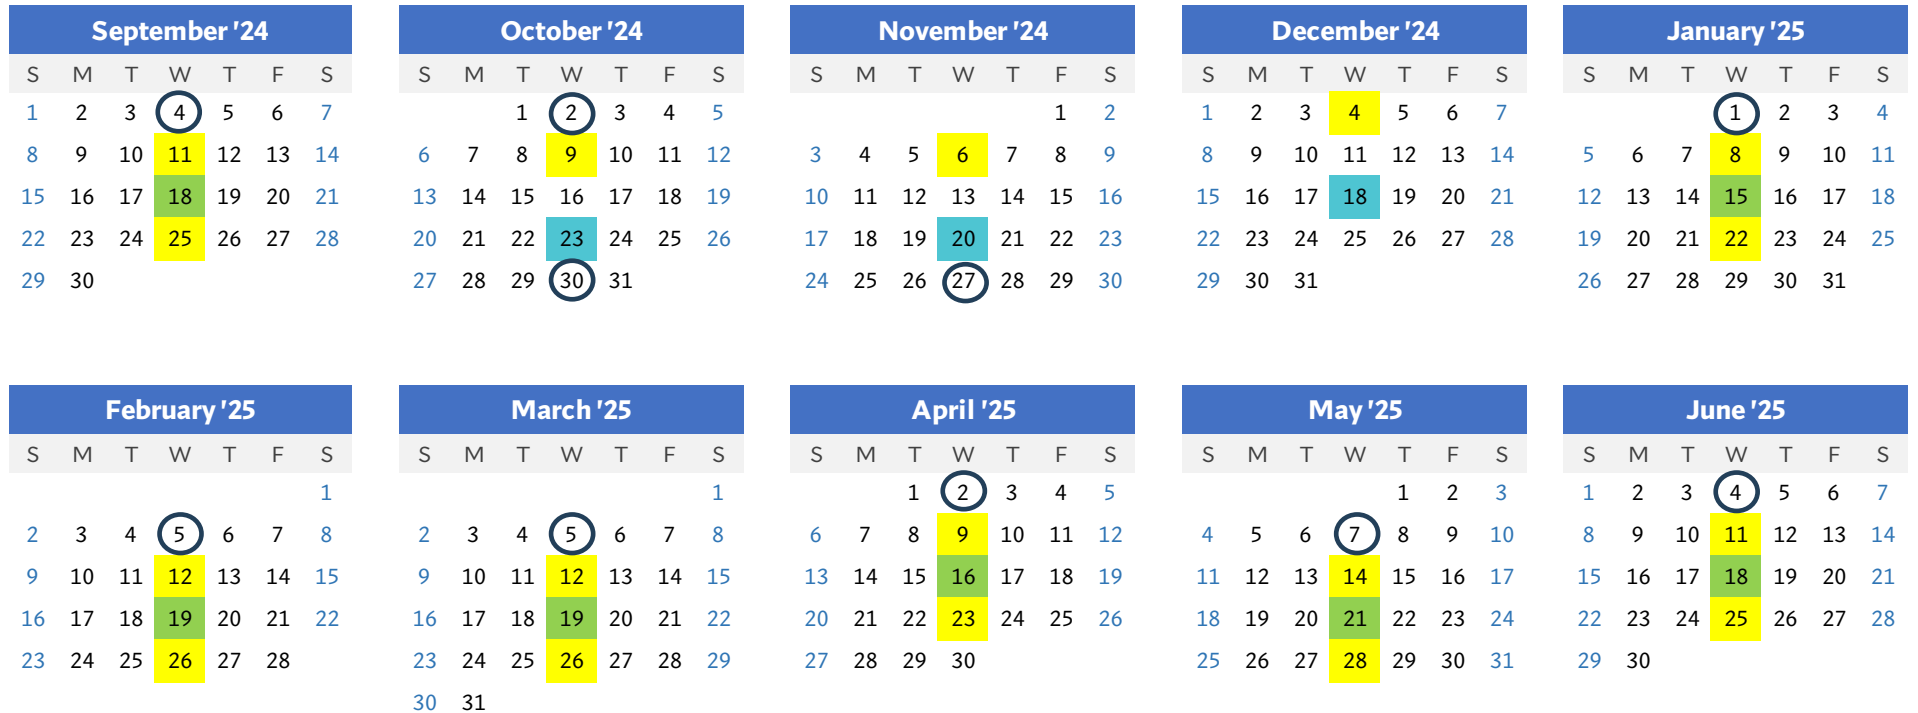 September '24 October '24 November '24 December '24 January '25
S M T W T F S S M T W T F S S M T W T F S S M T W T F S S M T W T F S
1 2 3 4 5 6 7 1 2 3 4 5 1 2 1 2 3 4 5 6 7 1 2 3 4
8 9 10 11 12 13 14 6 7 8 9 10 11 12 3 4 5 6 7 8 9 8 9 10 11 12 13 14 5 6 7 8 9 10 11
15 16 17 18 19 20 21 13 14 15 16 17 18 19 10 11 12 13 14 15 16 15 16 17 18 19 20 21 12 13 14 15 16 17 18
22 23 24 25 26 27 28 20 21 22 23 24 25 26 17 18 19 20 21 22 23 22 23 24 25 26 27 28 19 20 21 22 23 24 25
29 30 27 28 29 30 31 24 25 26 27 28 29 30 29 30 31 26 27 28 29 30 31
February '25 March '25 April '25 May '25 June '25
S M T W T F S S M T W T F S S M T W T F S S M T W T F S S M T W T F S
1 1 1 2 3 4 5 1 2 3 1 2 3 4 5 6 7
2 3 4 5 6 7 8 2 3 4 5 6 7 8 6 7 8 9 10 11 12 4 5 6 7 8 9 10 8 9 10 11 12 13 14
9 10 11 12 13 14 15 9 10 11 12 13 14 15 13 14 15 16 17 18 19 11 12 13 14 15 16 17 15 16 17 18 19 20 21
16 17 18 19 20 21 22 16 17 18 19 20 21 22 20 21 22 23 24 25 26 18 19 20 21 22 23 24 22 23 24 25 26 27 28
23 24 25 26 27 28 23 24 25 26 27 28 29 27 28 29 30 25 26 27 28 29 30 31 29 30
30 31